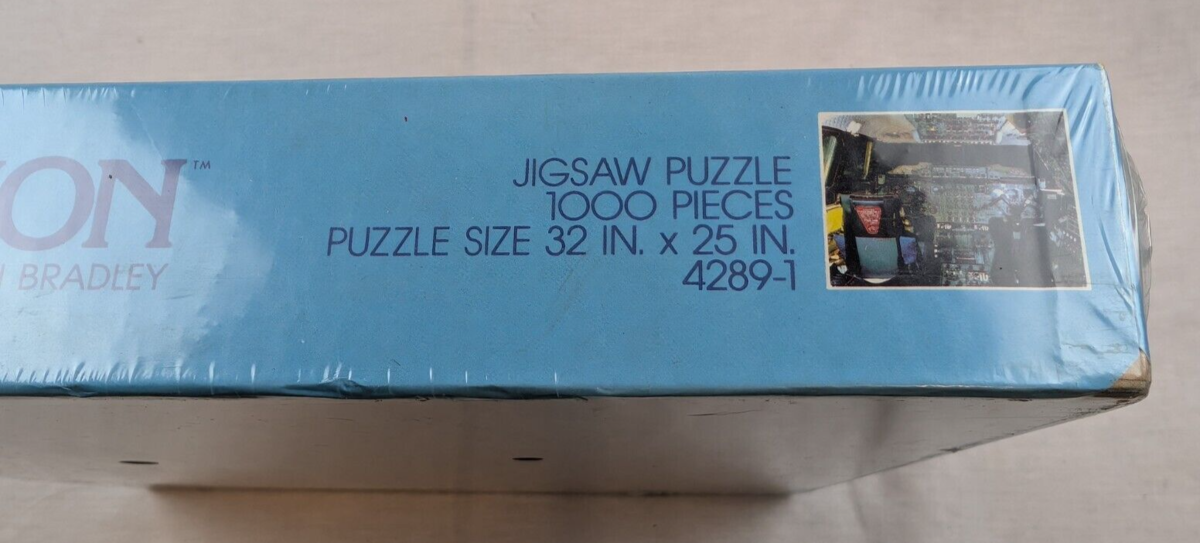 ON™
BRADLEY
JIGSAW PUZZLE
1000 PIECES
PUZZLE SIZE 32 IN. x 25 IN.
4289-1